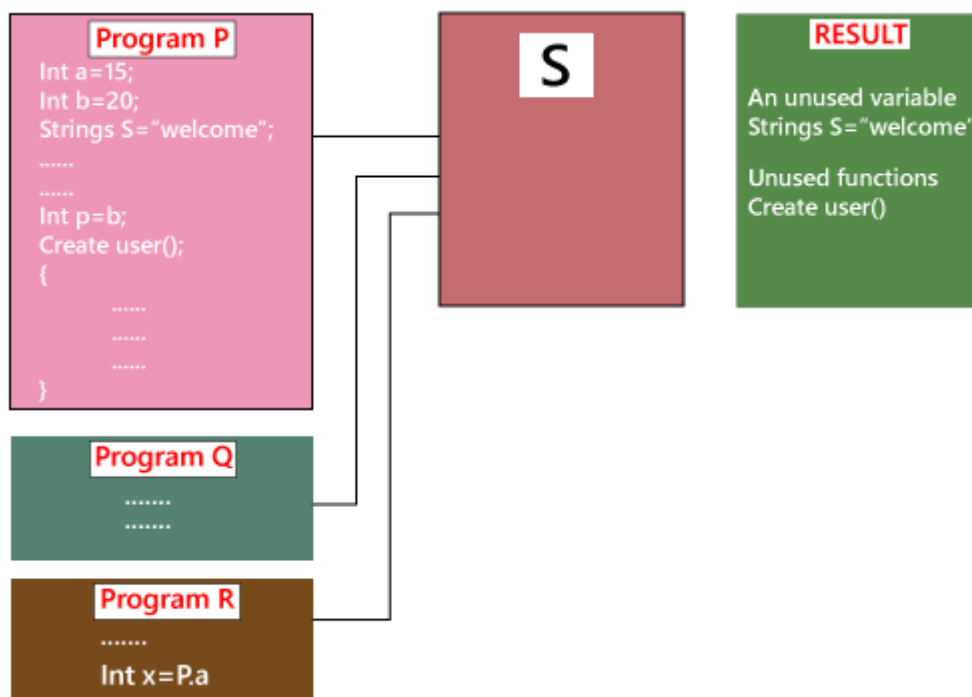 Program P
Int a=15;
Int b=20;
Strings S=“welcome”;
......
......
Int p=b;
Create user();
{
......
......
......
}
Program Q
.......
.......
Program R
.......
Int x=P.a
S
RESULT
An unused variable
Strings S=“welcome”
Unused functions
Create user()